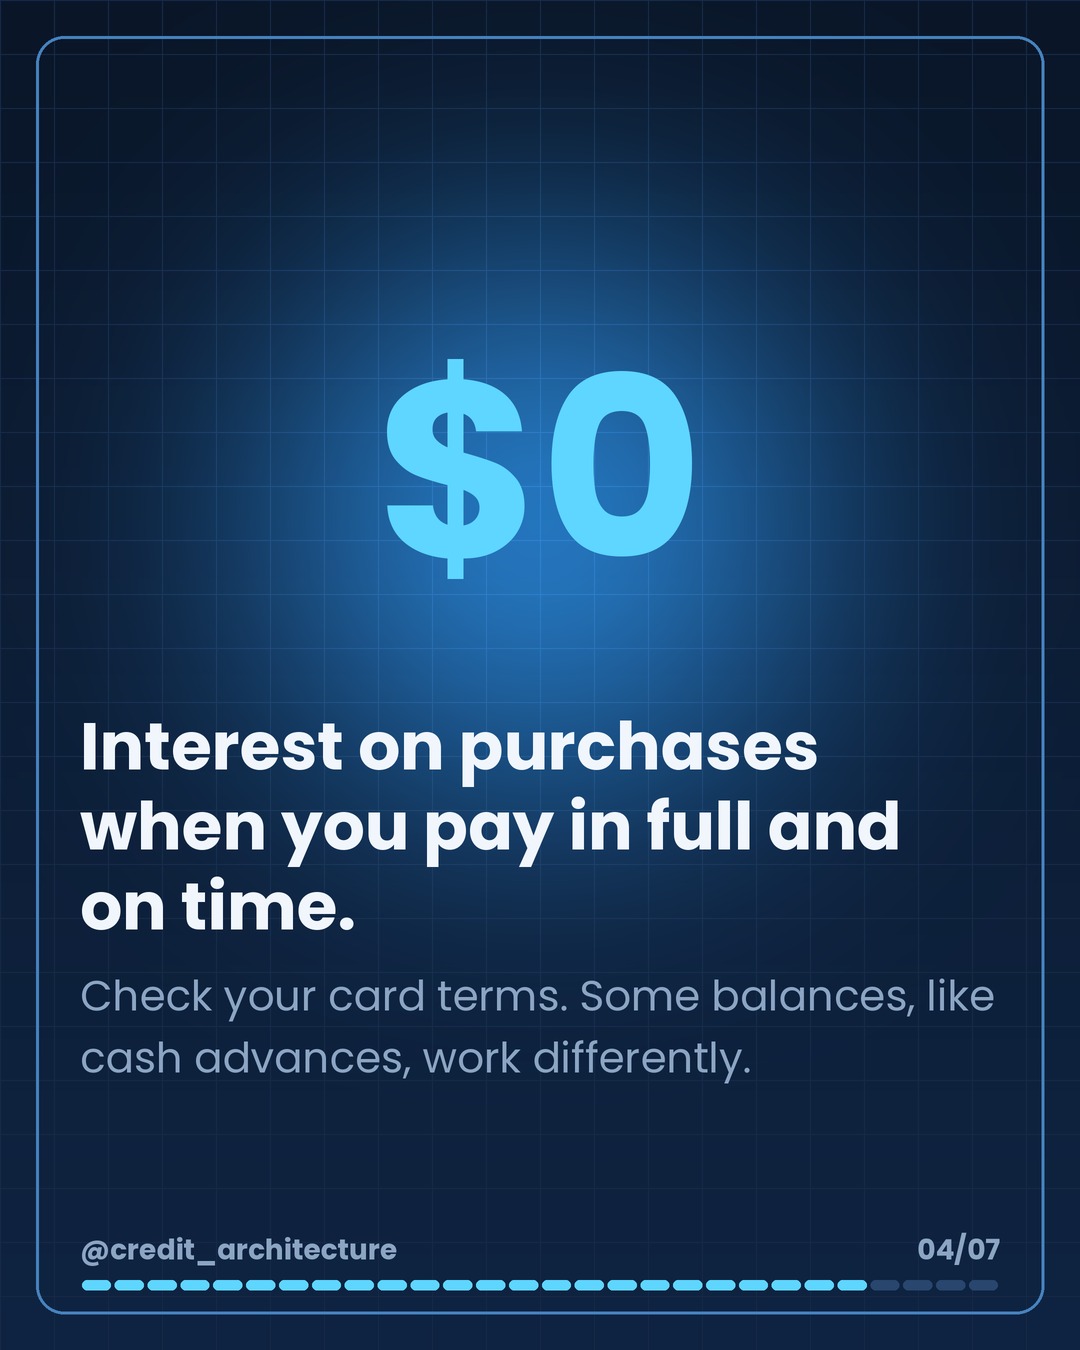 $0
Interest on purchases
when you pay in full and
on time.
Check your card terms. Some balances, like
cash advances, work differently.
@credit_architecture
04/07